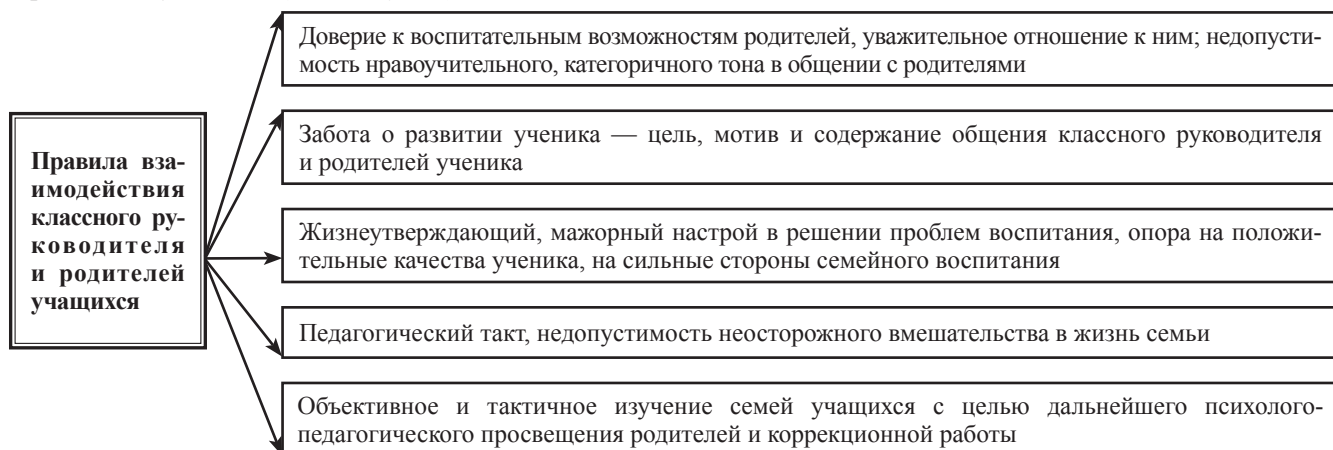 Доверие к воспитательным возможностям родителей, уважительное отношение к ним; недопусти-
мость нравоучительного, категоричного тона в общении с родителями
Забота о развитии ученика — цель, мотив и содержание общения классного руководителя
и родителей ученика
Правила вза-
имодействия
классного ру-
ководителя
и родителей
учащихся
Жизнеутверждающий, мажорный настрой в решении проблем воспитания, опора на положи-
тельные качества ученика, на сильные стороны семейного воспитания
Педагогический такт, недопустимость неосторожного вмешательства в жизнь семьи
Объективное и тактичное изучение семей учащихся с целью дальнейшего психолого-
педагогического просвещения родителей и коррекционной работы